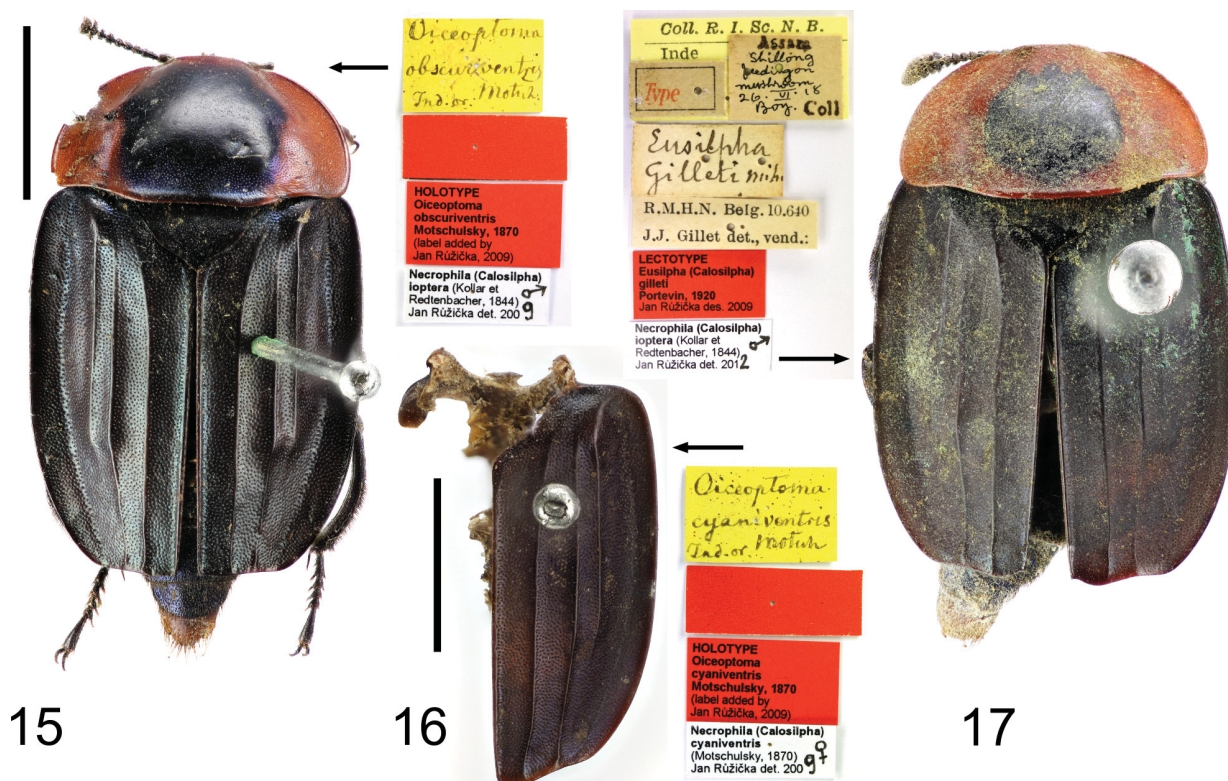 15
Oiceoptoma
obscuriventris
Ind. or. Motsch.
HOLOTYPE
Oiceoptoma
obscuriventris
Motschulsky, 1870
(label added by
Jan Růžička, 2009)
Necrophila (Calosilpha)
ioptera (Kollar et
Redtenbacher, 1844) ♂
Jan Růžička det. 2009
Coll. R. I. Sc. N. B.
Inde
Type
Assam
Shillong
mushroom
26. VI. 18
Coll
Eusilpha
Gilleti mih.
R.M.H.N. Belg. 10.640
J.J. Gillet det., vend.:
LECTOTYPE
Eusilpha (Calosilpha)
gilleti
Portevin, 1920
Jan Růžička des. 2009
Necrophila (Calosilpha)
ioptera (Kollar et
Redtenbacher, 1844) ♂
Jan Růžička det. 2012
Oiceoptoma
cyaniventris
Ind. or. Motsch
HOLOTYPE
Oiceoptoma
cyaniventris
Motschulsky, 1870
(label added by
Jan Růžička, 2009)
Necrophila (Calosilpha)
cyaniventris
(Motschulsky, 1870)
Jan Růžička det. 2009 ♀
16
17